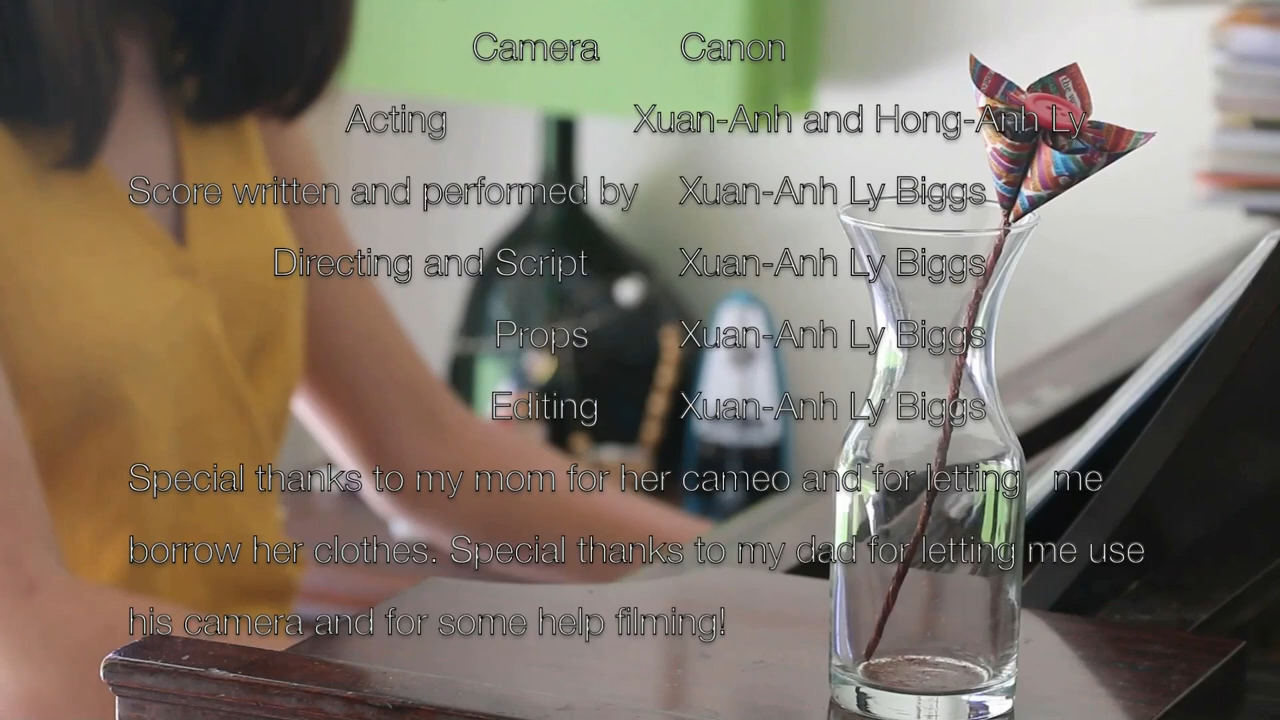 Camera Canon
Acting Xuan-Anh and Hong-Anh Ly
Score written and performed by Xuan-Anh Ly Biggs
Directing and Script Xuan-Anh Ly Biggs
Props Xuan-Anh Ly Biggs
Editing Xuan-Anh Ly Biggs
Special thanks to my mom for her cameo and for letting me
borrow her clothes. Special thanks to my dad for letting me use
his camera and for some help filming!